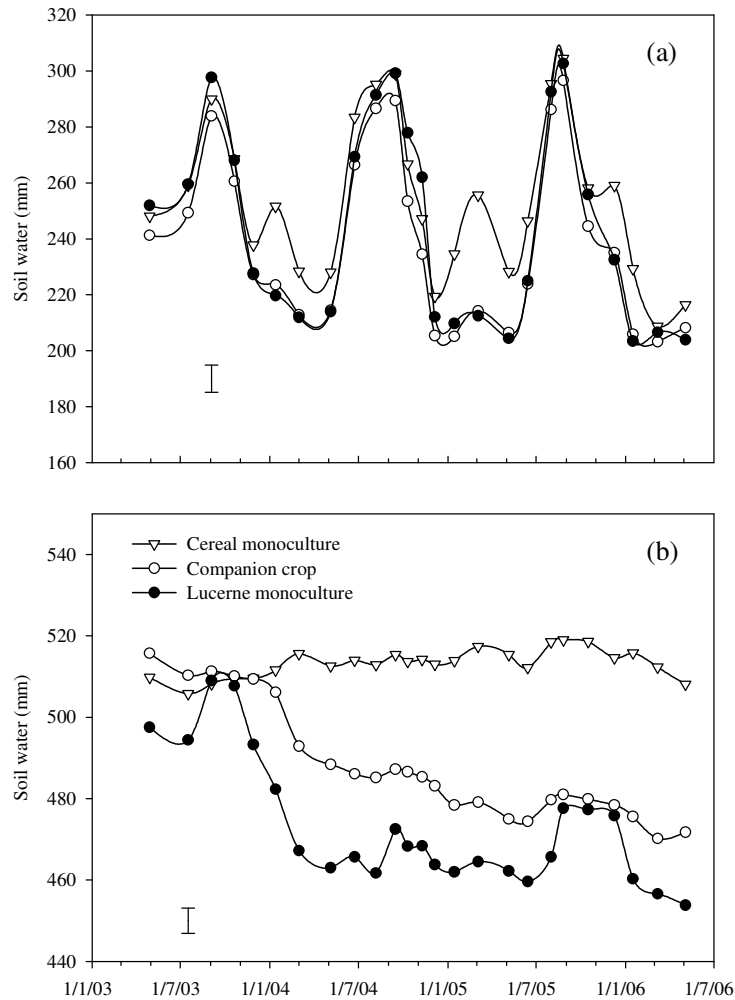 320
(a)
300
280
260
240
220
200
180
160
Soil water (mm)
(b)
Cereal monoculture
Companion crop
Lucerne monoculture
540
520
500
480
460
440
Soil water (mm)
1/1/03 1/7/03 1/1/04 1/7/04 1/1/05 1/7/05 1/1/06 1/7/06